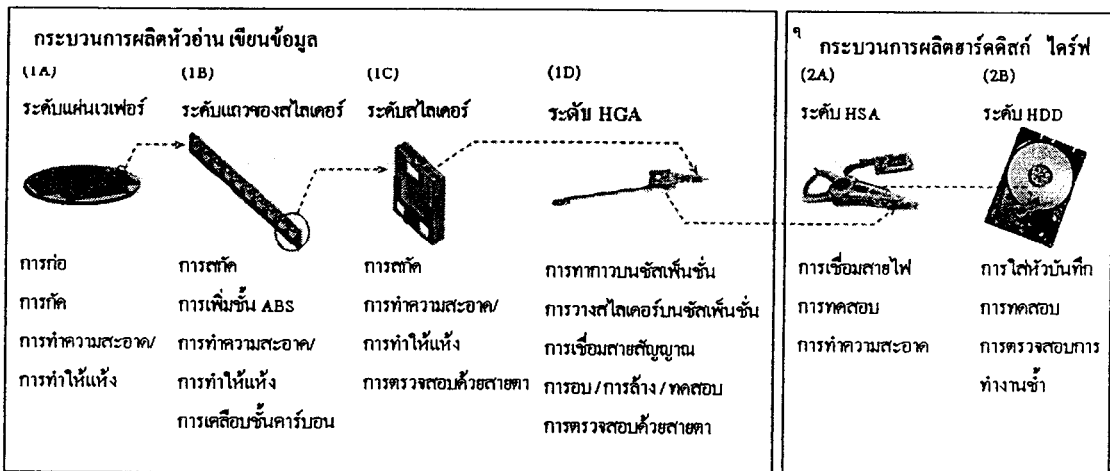 กระบวนการผลิตหัวอ่าน เขียนข้อมูล
(1A)
ระดับแผ่นเวเฟอร์
การก่อ
การกัด
การทำความสะอาด/
การทำให้แห้ง
(1B)
ระดับแถวของสไลเดอร์
การสกัด
การเพิ่มชั้น ABS
การทำความสะอาด/
การทำให้แห้ง
การเคลือบชั้นคาร์บอน
(1C)
ระดับสไลเดอร์
การสกัด
การทำความสะอาด/
การทำให้แห้ง
การตรวจสอบด้วยสายตา
(1D)
ระดับ HGA
การทากาวบนซัสเพ็นชั่น
การวางสไลเดอร์บนซัสเพ็นชั่น
การเชื่อมสายสัญญาณ
การอบ / การล้าง / ทดสอบ
การตรวจสอบด้วยสายตา
ๆ กระบวนการผลิตฮาร์ดดิสก์ ไดร์ฟ
(2A)
ระดับ HSA
การเชื่อมสายไฟ
การทดสอบ
การทำความสะอาด
(2B)
ระดับ HDD
การใส่หัวบันทึก
การทดสอบ
การตรวจสอบการ
ทำงานซ้ำ